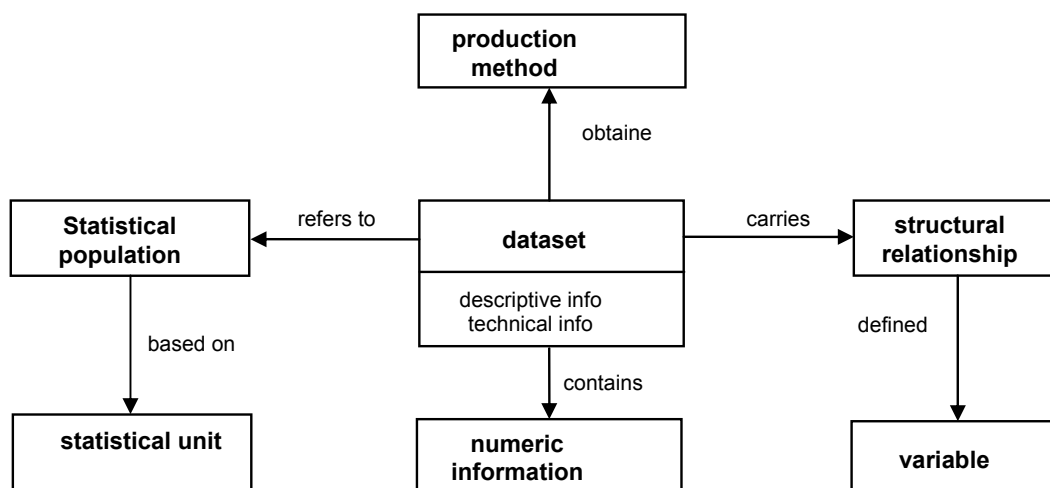 production
method
obtaine
Statistical
population
refers to
dataset
carries
structural
relationship
descriptive info
technical info
based on
contains
defined
statistical unit
numeric
information
variable